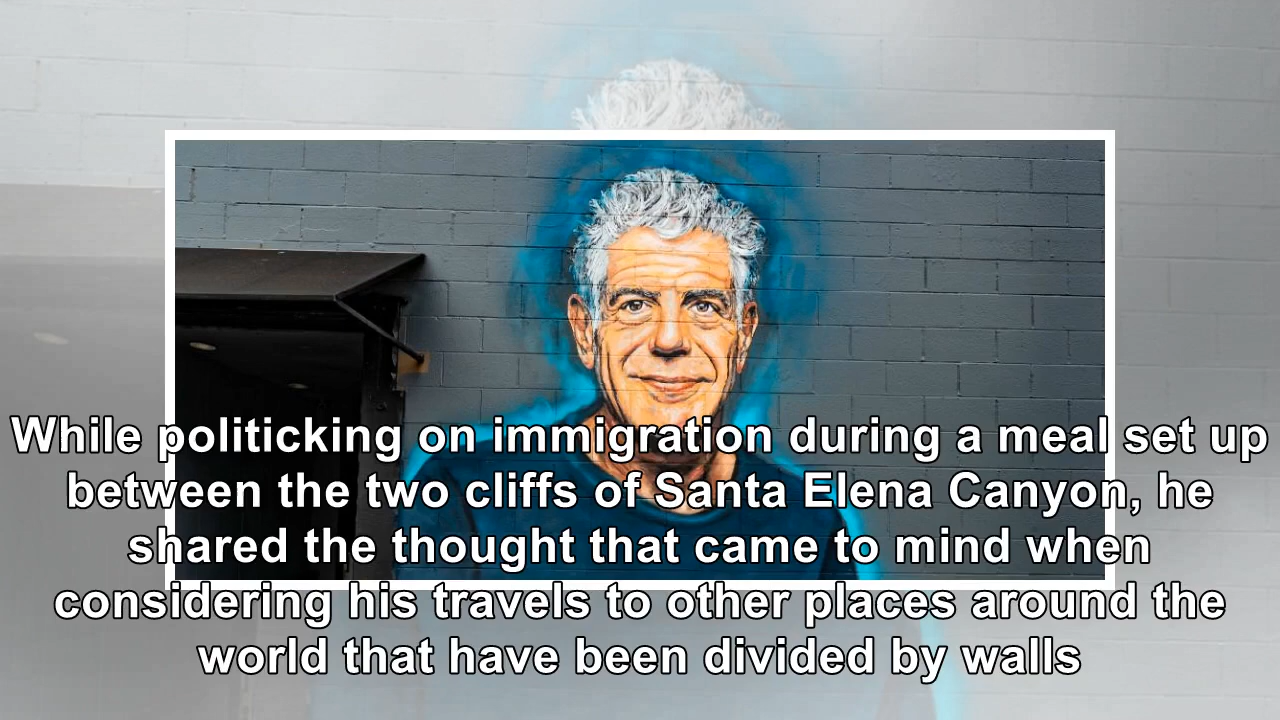 While politicking on immigration during a meal set up
between the two cliffs of Santa Elena Canyon, he
shared the thought that came to mind when
considering his travels to other places around the
world that have been divided by walls